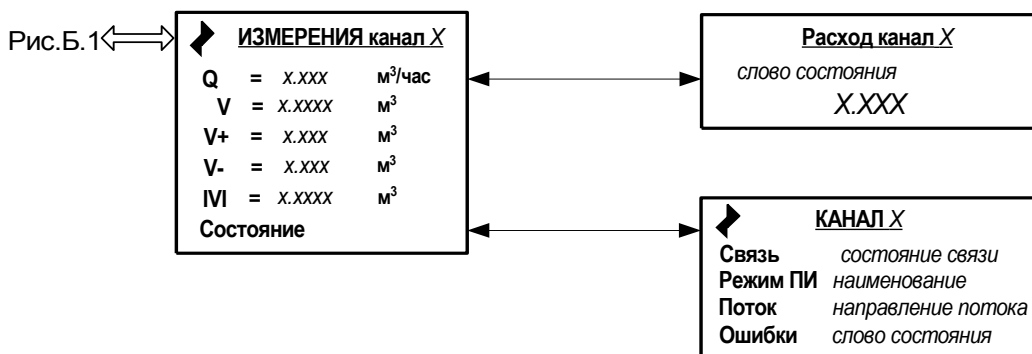 Рис.Б.1
ИЗМЕРЕНИЯ канал X
Q = x.xxx м³/час
V = x.xxxx м³
V+ = x.xxx м³
V- = x.xxx м³
IVI = x.xxxx м³
Состояние
Расход канал X
слово состояния
X.XXX
КАНАЛ X
Связь состояние связи
Режим ПИ наименование
Поток направление потока
Ошибки слово состояния